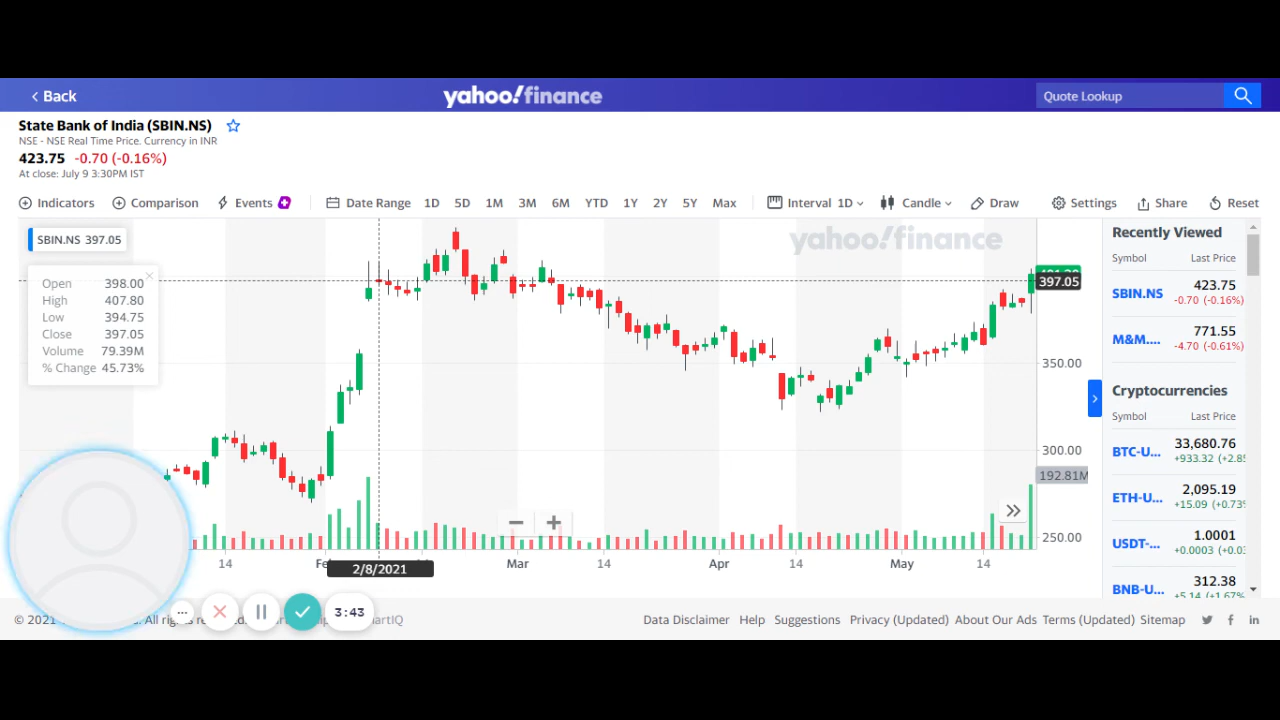 Back
yahoo!finance
Quote Lookup
State Bank of India (SBIN.NS)
NSE - NSE Real Time Price. Currency in INR
423.75 -0.70 (-0.16%)
At close: July 9 3:30PM IST
Indicators Comparison Events Date Range 1D 5D 1M 3M 6M YTD 1Y 2Y 5Y Max Interval 1D Candle Draw Settings Share Reset
SBIN.NS 397.05
yahoo!finance
Open 398.00
High 407.80
Low 394.75
Close 397.05
Volume 79.39M
% Change 45.73%
397.05
350.00
300.00
192.81M
250.00
14 2/8/2021 Mar 14 Apr 14 May 14
Recently Viewed
Symbol Last Price
SBIN.NS 423.75
-0.70 (-0.16%)
M&M.... 771.55
-4.70 (-0.61%)
Cryptocurrencies
Symbol Last Price
BTC-U... 33,680.76
+933.32
ETH-U... 2,095.19
+15.09
USDT-... 1.0001
+0.0003
BNB-U... 312.38
+5.14
3:43
© 2021 All
Data Disclaimer Help Suggestions Privacy (Updated) About Our Ads Terms (Updated) Sitemap